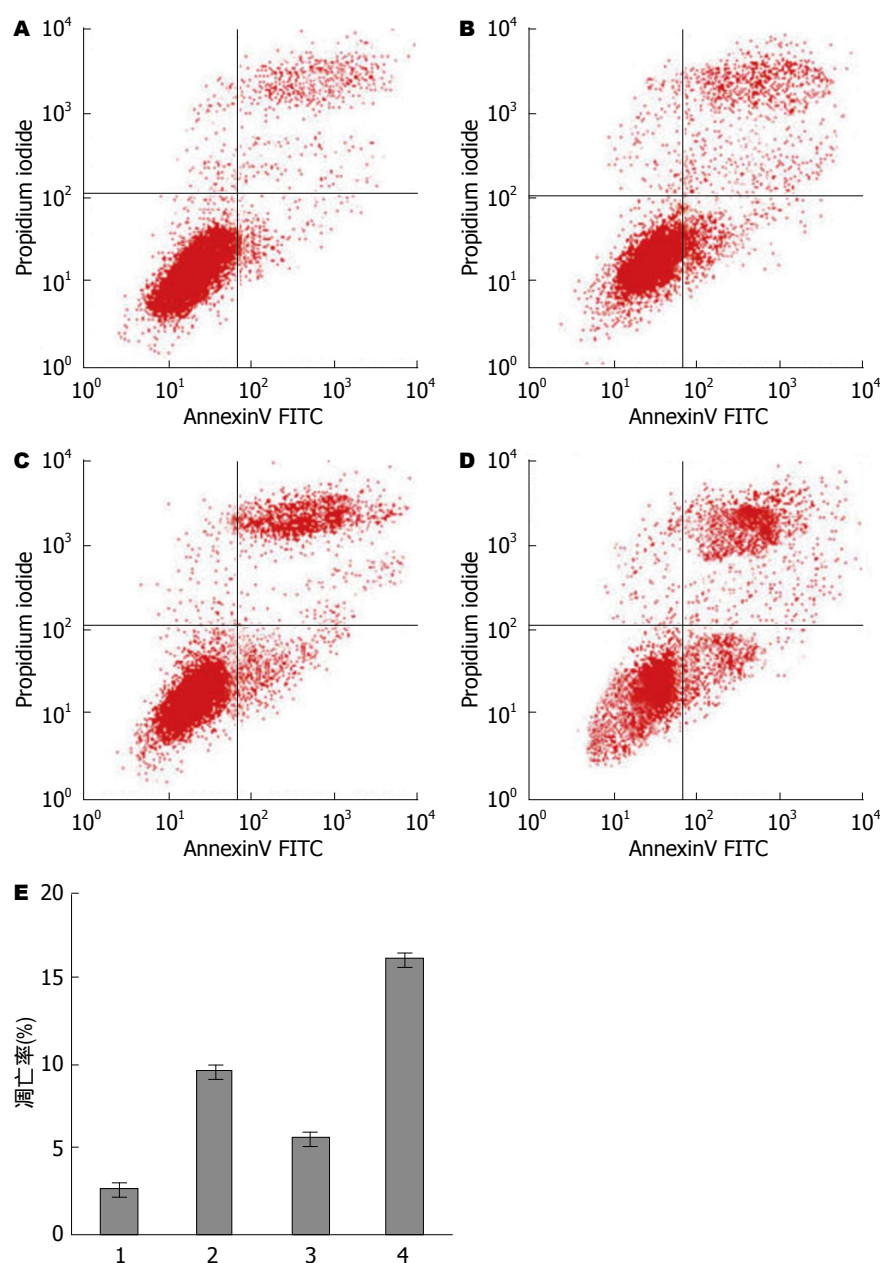 A
10⁴
10³
10²
10¹
10⁰
Propidium iodide
10⁰ 10¹ 10² 10³ 10⁴
AnnexinV FITC
B
10⁴
10³
10²
10¹
10⁰
Propidium iodide
10⁰ 10¹ 10² 10³ 10⁴
AnnexinV FITC
C
10⁴
10³
10²
10¹
10⁰
Propidium iodide
10⁰ 10¹ 10² 10³ 10⁴
AnnexinV FITC
D
10⁴
10³
10²
10¹
10⁰
Propidium iodide
10⁰ 10¹ 10² 10³ 10⁴
AnnexinV FITC
E
20
15
10
5
0
凋亡率(%)
1 2 3 4